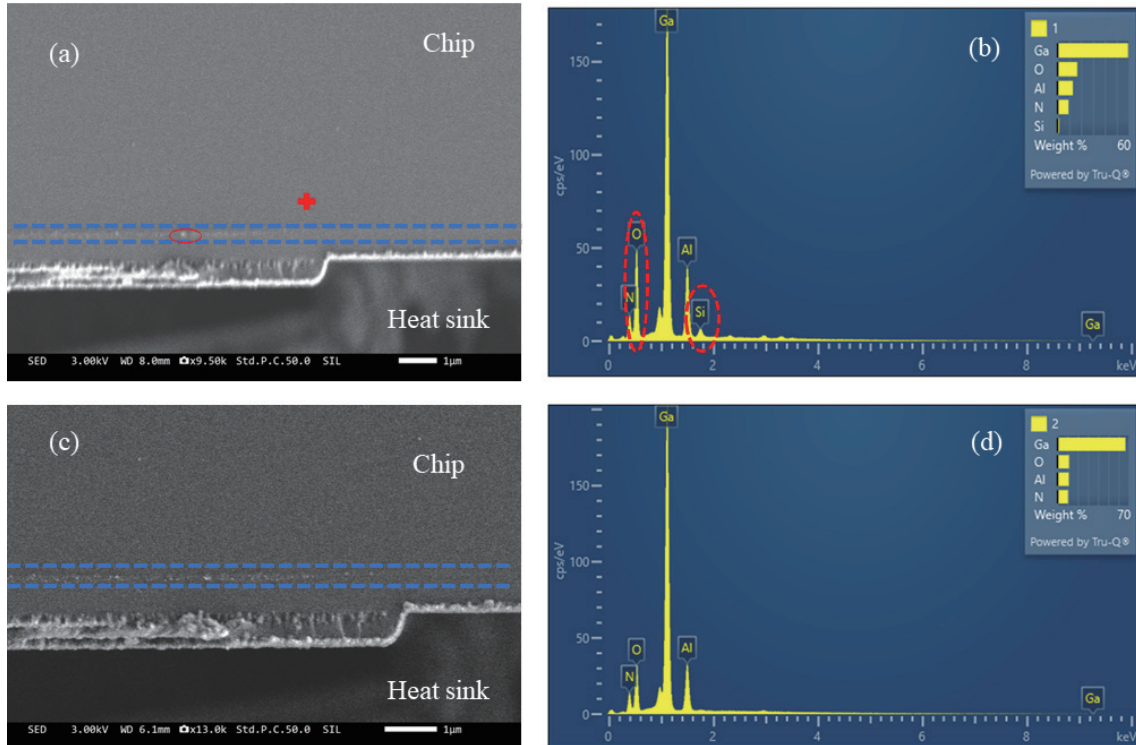 (a)
Chip
Heat sink
SED 3.00kV WD 8.0mm x9.50k Std.P.C.50.0 SIL 1µm
(b)
Ga
O
N
Al
Si
Ga
150
100
50
0
cps/eV
0 2 4 6 8 keV
1
Ga
O
Al
N
Si
Weight % 60
Powered by Tru-Q®
(c)
Chip
Heat sink
SED 3.00kV WD 6.1mm x13.0k Std.P.C.50.0 SIL 1µm
(d)
Ga
O
N
Al
Ga
150
100
50
0
cps/eV
0 2 4 6 8 keV
2
Ga
O
Al
N
Weight % 70
Powered by Tru-Q®